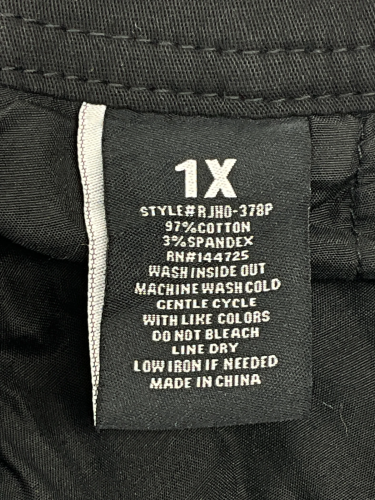 1X
STYLE#RJHO-378P
97%COTTON
3%SPANDEX
RN#144725
WASH INSIDE OUT
MACHINE WASH COLD
GENTLE CYCLE
WITH LIKE COLORS
DO NOT BLEACH
LINE DRY
LOW IRON IF NEEDED
MADE IN CHINA